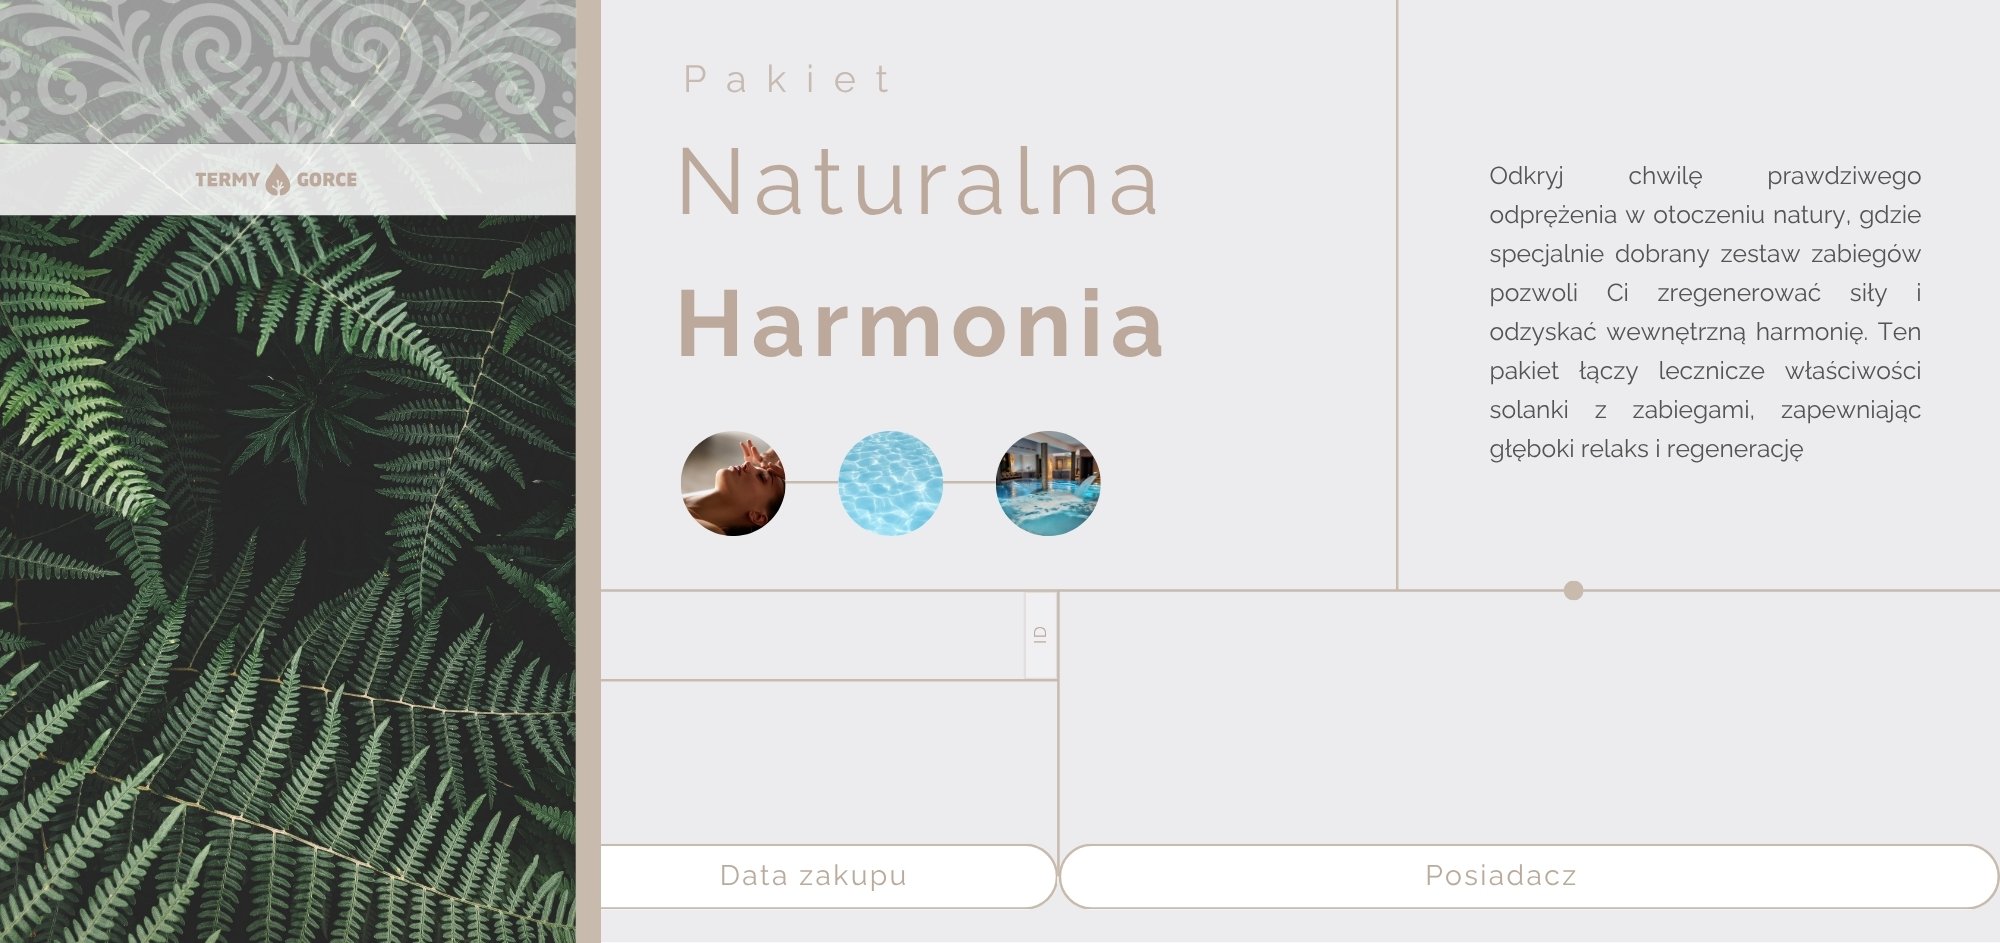 TERMY GORCE
Pakiet
Naturalna
Harmonia
Odkryj chwilę prawdziwego
odprężenia w otoczeniu natury, gdzie
specjalnie dobrany zestaw zabiegów
pozwoli Ci zregenerować siły i
odzyskać wewnętrzną harmonię. Ten
pakiet łączy lecznicze właściwości
solanki z zabiegami, zapewniając
głęboki relaks i regenerację
ID
Data zakupu
Posiadacz